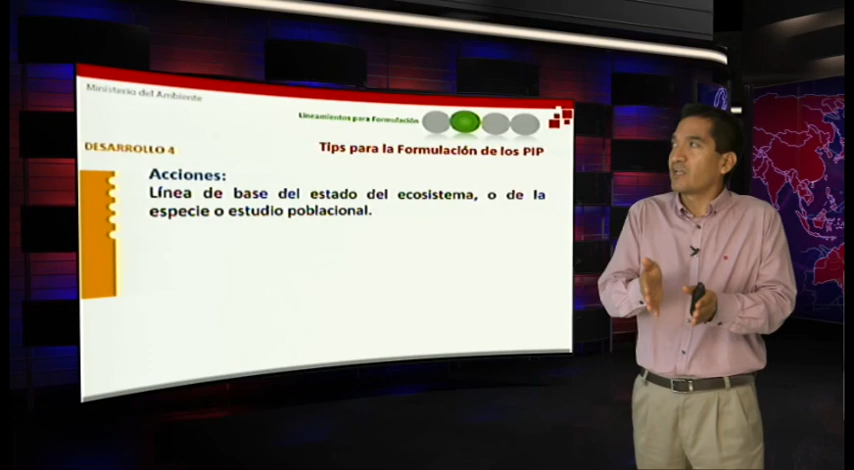 Ministerio del Ambiente
Lineamientos para Formulación
DESARROLLO 4
Tips para la Formulación de los PIP
Acciones:
Línea de base del estado del ecosistema, o de la
especie o estudio poblacional.